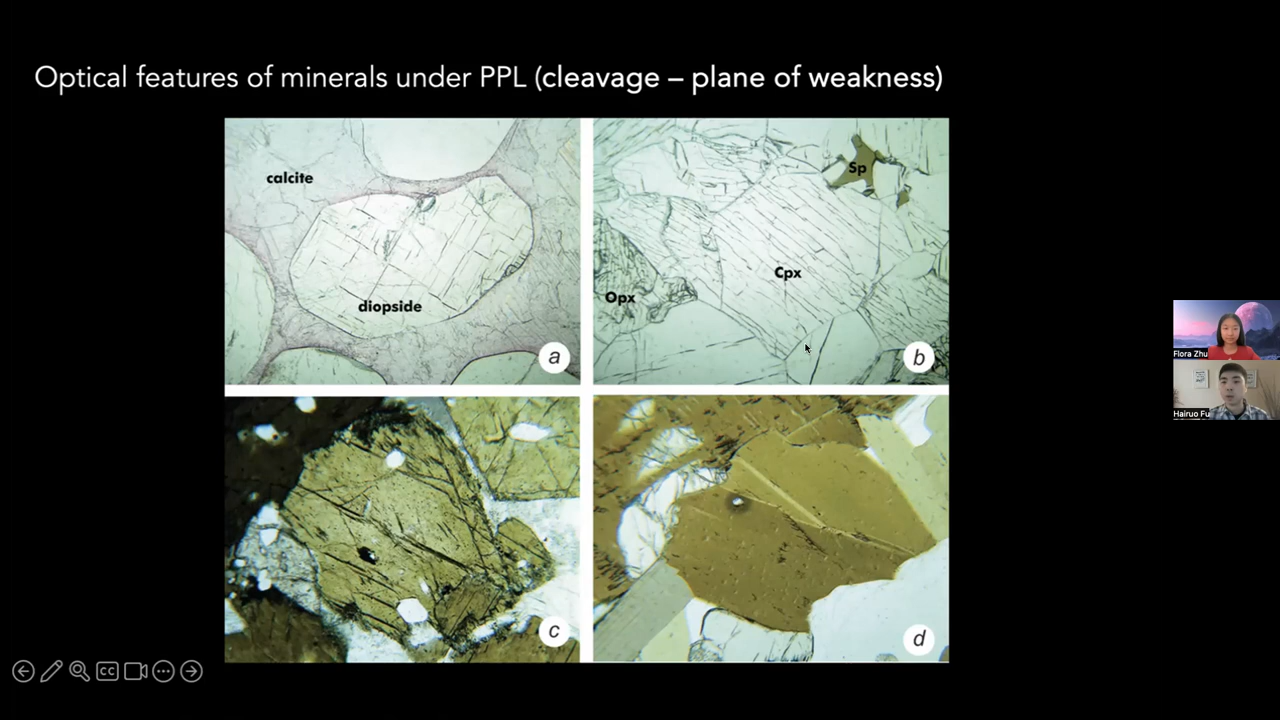 Optical features of minerals under PPL (cleavage – plane of weakness)
calcite
diopside
a
Sp
Cpx
Opx
b
c
d
Flora Zhu
Hairuo Fu
CC